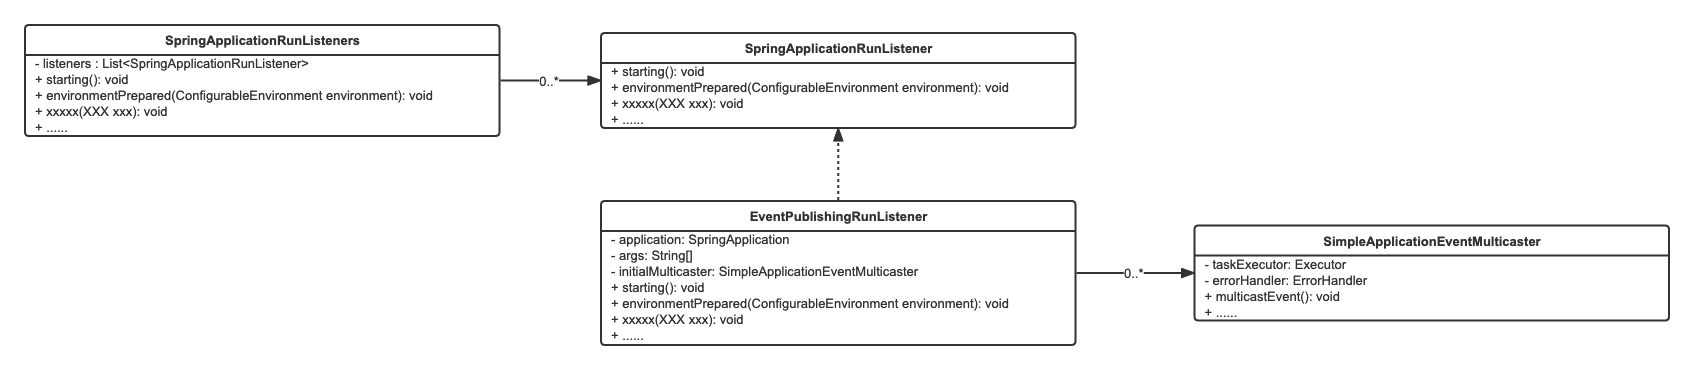 SpringApplicationRunListeners
- listeners : List<SpringApplicationRunListener>
+ starting(): void
+ environmentPrepared(ConfigurableEnvironment environment): void
+ xxxxx(XXX xxx): void
+ ......
0..*
SpringApplicationRunListener
+ starting(): void
+ environmentPrepared(ConfigurableEnvironment environment): void
+ xxxxx(XXX xxx): void
+ ......
EventPublishingRunListener
- application: SpringApplication
- args: String[]
- initialMulticaster: SimpleApplicationEventMulticaster
+ starting(): void
+ environmentPrepared(ConfigurableEnvironment environment): void
+ xxxxx(XXX xxx): void
+ ......
0..*
SimpleApplicationEventMulticaster
- taskExecutor: Executor
- errorHandler: ErrorHandler
+ multicastEvent(): void
+ ......